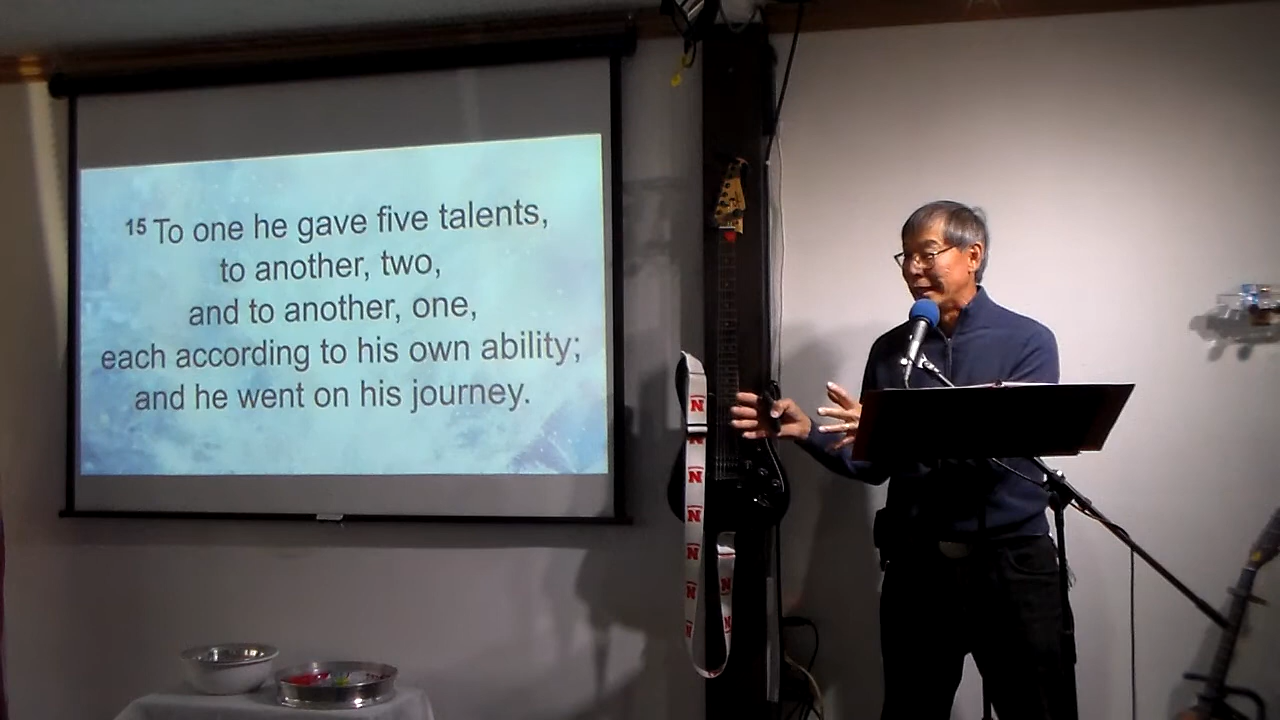 15 To one he gave five talents,
to another, two,
and to another, one,
each according to his own ability;
and he went on his journey.
N
N
N
N
N
N
N
N
N
N